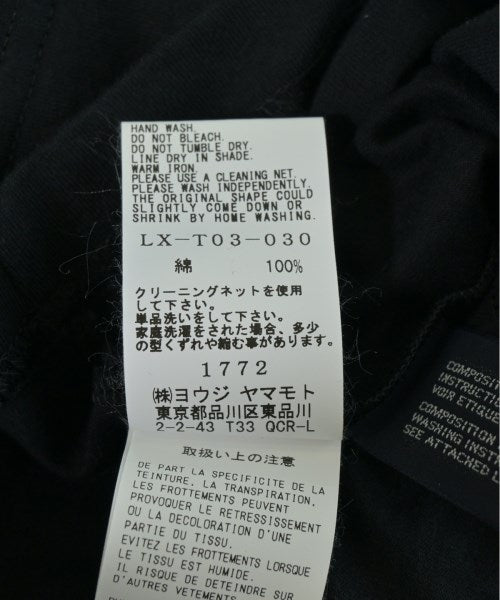 HAND WASH.
DO NOT BLEACH.
DO NOT TUMBLE DRY.
LINE DRY IN SHADE.
WARM IRON.
PLEASE USE A CLEANING NET.
PLEASE WASH INDEPENDENTLY.
THE ORIGINAL SHAPE COULD
SLIGHTLY COME DOWN OR
SHRINK BY HOME WASHING.
LX-T03-030
綿 100%
クリーニングネットを使用
して下さい。
単品洗いをして下さい。
家庭洗濯をされた場合、多少
の型くずれや縮む事があります。
1772
㈱ヨウジ ヤマモト
東京都品川区東品川
2-2-43 T33 QCR-L
取扱い上の注意
DE PART LA SPECIFICITE DE LA
TEINTURE, LA TRANSPIRATION,
LES FROTTEMENTS PEUVENT
PROVOQUER LE RETRESSISSEMENT
OU LA DECOLORATION D'UNE
PARTIE DU TISSU.
EVITEZ LES FROTTEMENTS LORSQUE
LE TISSU EST HUMIDE.
IL RISQUE DE DETEINDRE SUR
D'AUTRES VETEMENTS.
COMPOSITION
INSTRUCTION
VOIR ETIQUE
COMPOSITION
WASHING INST
SEE ATTACHED L